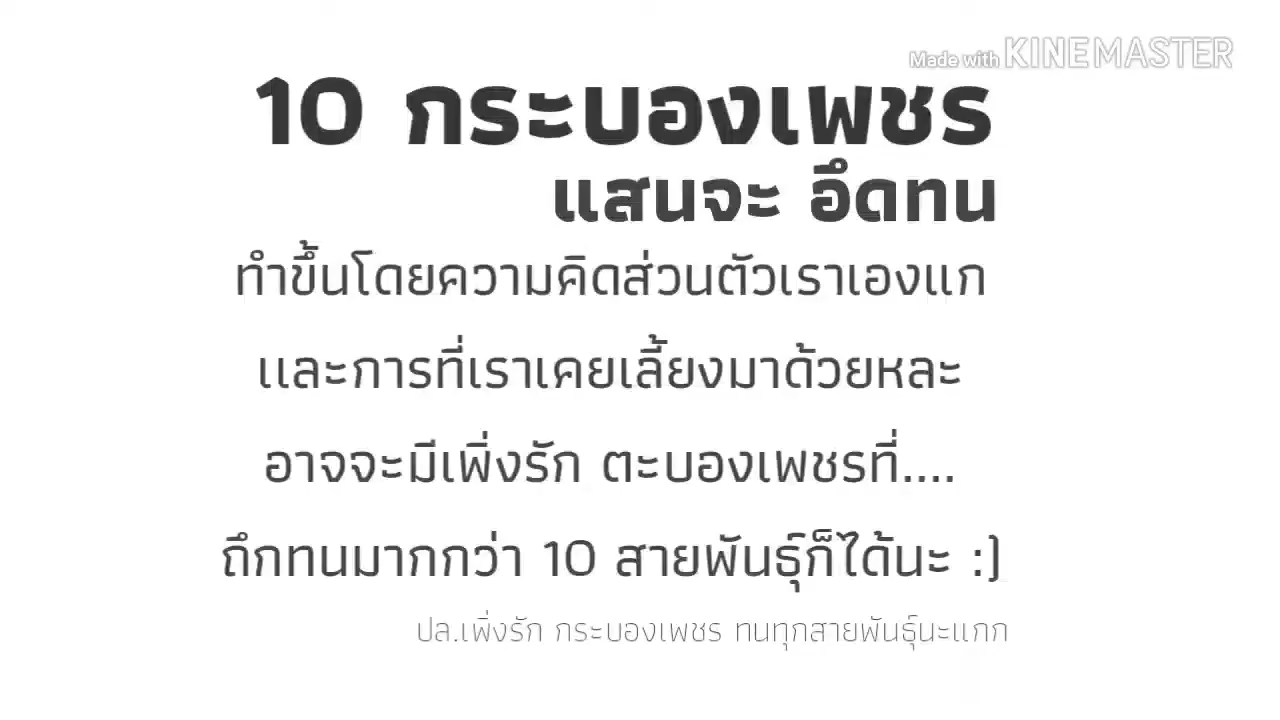 Made with KINEMASTER
10 กระบองเพชร
แสนจะ อึดทน
ทำขึ้นโดยความคิดส่วนตัวเราเองแก
และการที่เราเคยเลี้ยงมาด้วยหละ
อาจจะมีเพิ่งรัก ตะบองเพชรที่....
ถึกทนมากกว่า 10 สายพันธุ์ก็ได้นะ :)
ปล.เพิ่งรัก กระบองเพชร ทนทุกสายพันธุ์นะแกก